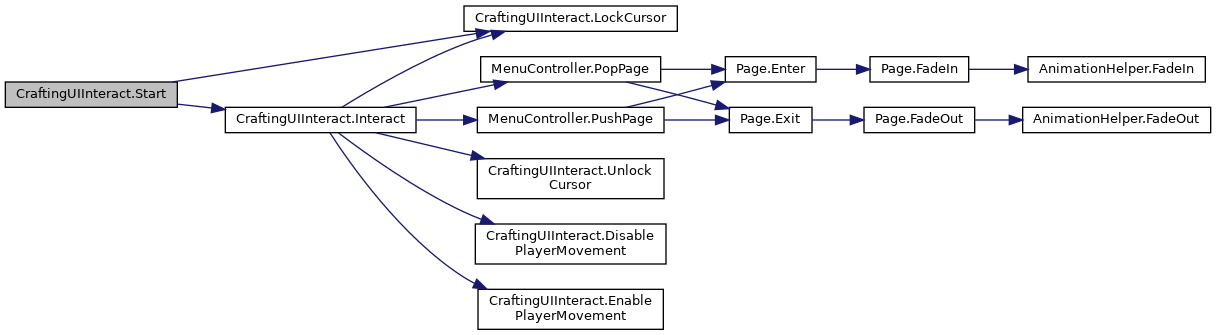 CraftingUIInteract.LockCursor
MenuController.PopPage
Page.Enter
Page.FadeIn
AnimationHelper.FadeIn
CraftingUIInteract.Start
CraftingUIInteract.Interact
MenuController.PushPage
Page.Exit
Page.FadeOut
AnimationHelper.FadeOut
CraftingUIInteract.Unlock
Cursor
CraftingUIInteract.Disable
PlayerMovement
CraftingUIInteract.Enable
PlayerMovement